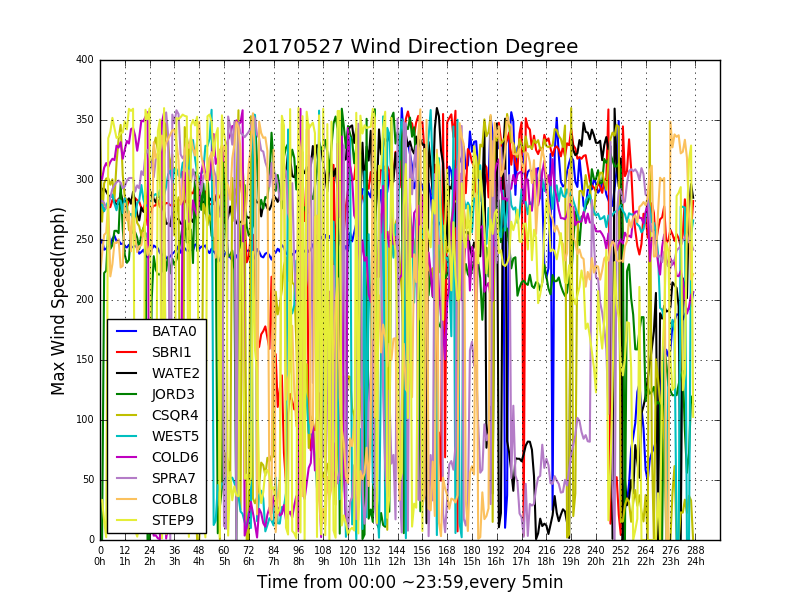 20170527 Wind Direction Degree
Max Wind Speed(mph)
400
350
300
250
200
150
100
50
0
BATA0
SBRI1
WATE2
JORD3
CSQR4
WEST5
COLD6
SPRA7
COBL8
STEP9
0 12 24 36 48 60 72 84 96 108 120 132 144 156 168 180 192 204 216 228 240 252 264 276 288
0h 1h 2h 3h 4h 5h 6h 7h 8h 9h 10h 11h 12h 13h 14h 15h 16h 17h 18h 19h 20h 21h 22h 23h 24h
Time from 00:00 ~23:59,every 5min